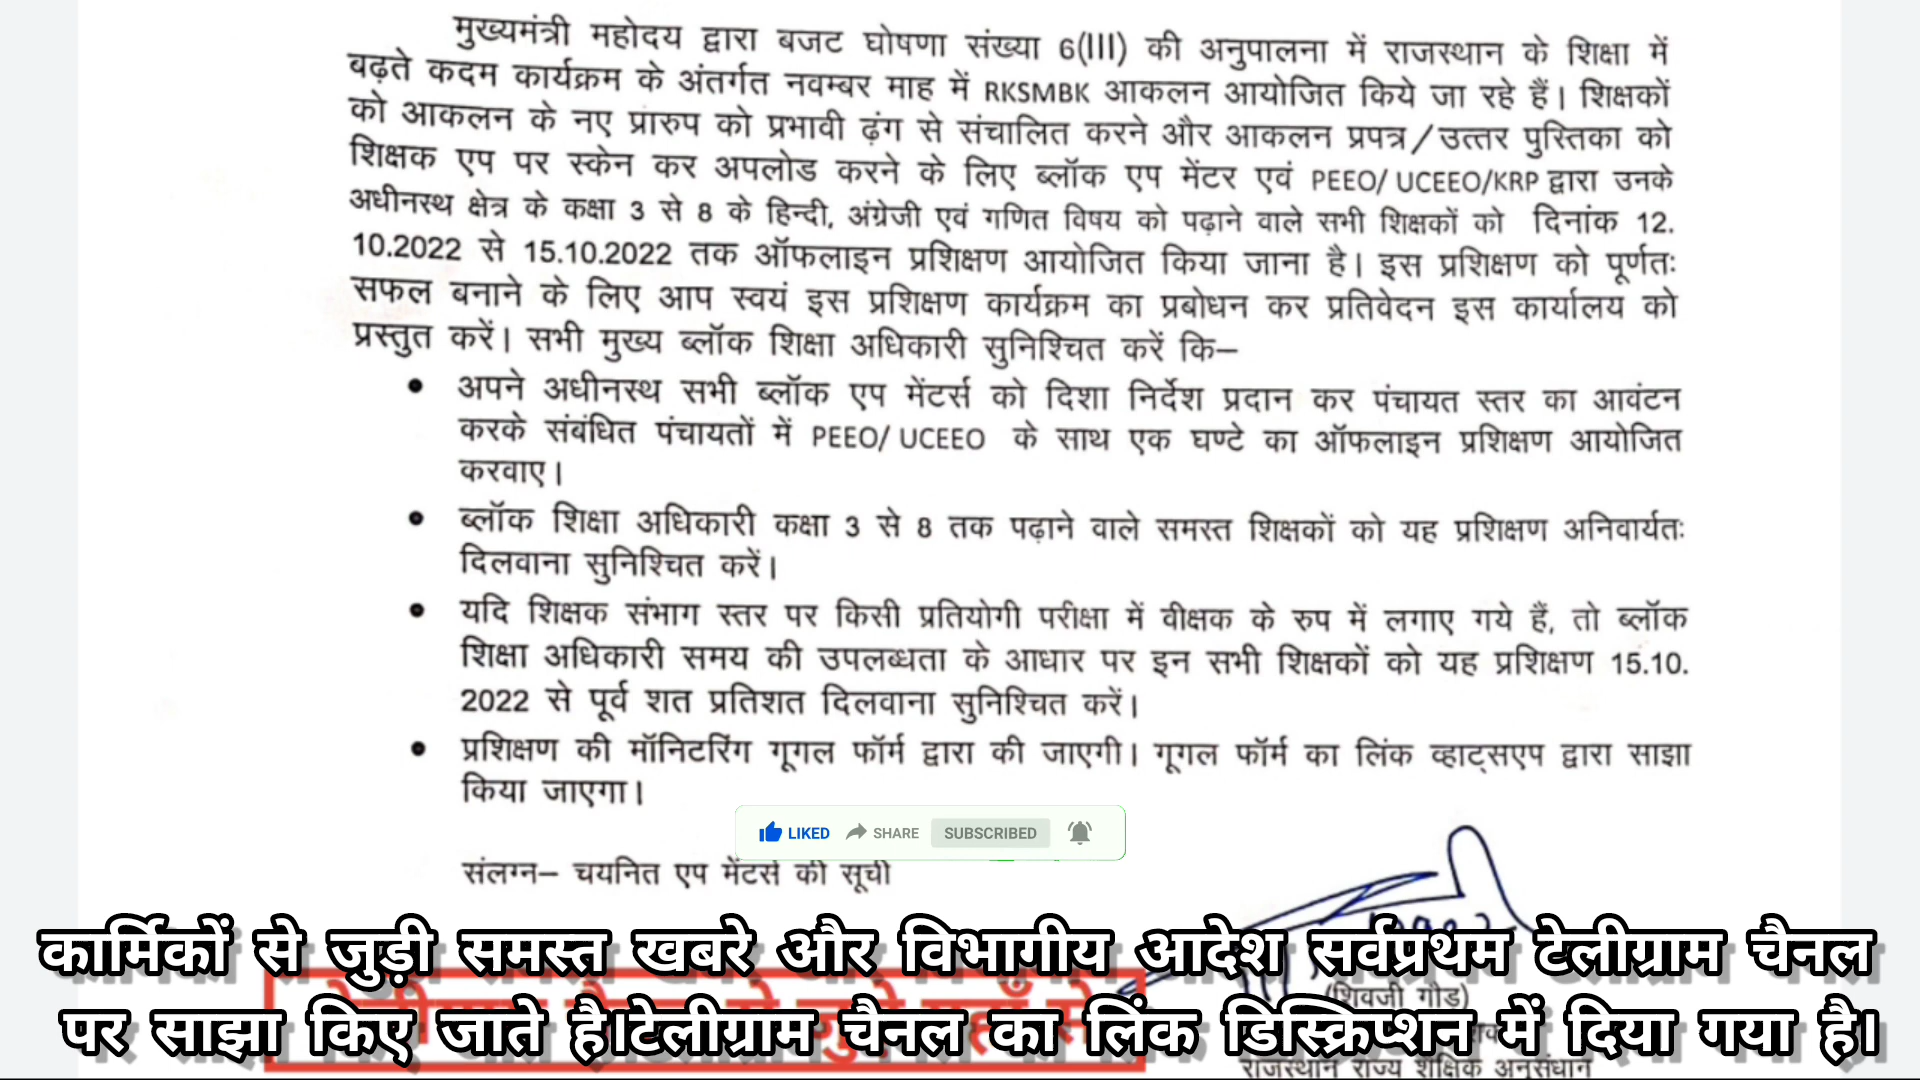 मुख्यमंत्री महोदय द्वारा बजट घोषणा संख्या 6(III) की अनुपालना में राजस्थान के शिक्षा में
बढ़ते कदम कार्यक्रम के अंतर्गत नवम्बर माह में RKSMBK आकलन आयोजित किये जा रहे हैं। शिक्षकों
को आकलन के नए प्रारुप को प्रभावी ढ़ंग से संचालित करने और आकलन प्रपत्र/उत्तर पुस्तिका को
शिक्षक एप पर स्केन कर अपलोड करने के लिए ब्लॉक एप मेंटर एवं PEEO/ UCEEO/KRP द्वारा उनके
अधीनस्थ क्षेत्र के कक्षा 3 से 8 के हिन्दी, अंग्रेजी एवं गणित विषय को पढ़ाने वाले सभी शिक्षकों को दिनांक 12.
10.2022 से 15.10.2022 तक ऑफलाइन प्रशिक्षण आयोजित किया जाना है। इस प्रशिक्षण को पूर्णतः
सफल बनाने के लिए आप स्वयं इस प्रशिक्षण कार्यक्रम का प्रबोधन कर प्रतिवेदन इस कार्यालय को
प्रस्तुत करें। सभी मुख्य ब्लॉक शिक्षा अधिकारी सुनिश्चित करें कि–
• अपने अधीनस्थ सभी ब्लॉक एप मेंटर्स को दिशा निर्देश प्रदान कर पंचायत स्तर का आवंटन
करके संबंधित पंचायतों में PEEO/ UCEEO के साथ एक घण्टे का ऑफलाइन प्रशिक्षण आयोजित
करवाए।
• ब्लॉक शिक्षा अधिकारी कक्षा 3 से 8 तक पढ़ाने वाले समस्त शिक्षकों को यह प्रशिक्षण अनिवार्यतः
दिलवाना सुनिश्चित करें।
• यदि शिक्षक संभाग स्तर पर किसी प्रतियोगी परीक्षा में वीक्षक के रुप में लगाए गये हैं, तो ब्लॉक
शिक्षा अधिकारी समय की उपलब्धता के आधार पर इन सभी शिक्षकों को यह प्रशिक्षण 15.10.
2022 से पूर्व शत प्रतिशत दिलवाना सुनिश्चित करें।
• प्रशिक्षण की मॉनिटरिंग गूगल फॉर्म द्वारा की जाएगी। गूगल फॉर्म का लिंक व्हाट्सएप द्वारा साझा
किया जाएगा।
LIKED SHARE SUBSCRIBED
संलग्न– चयनित एप मेंटर्स की सूची
कार्मिकों से जुड़ी समस्त खबरे और विभागीय आदेश सर्वप्रथम टेलीग्राम चैनल
(शिवजी गौड)
पर साझा किए जाते है।टेलीग्राम चैनल का लिंक डिस्क्रिप्शन में दिया गया है।
राजस्थान राज्य शैक्षिक अनुसंधान